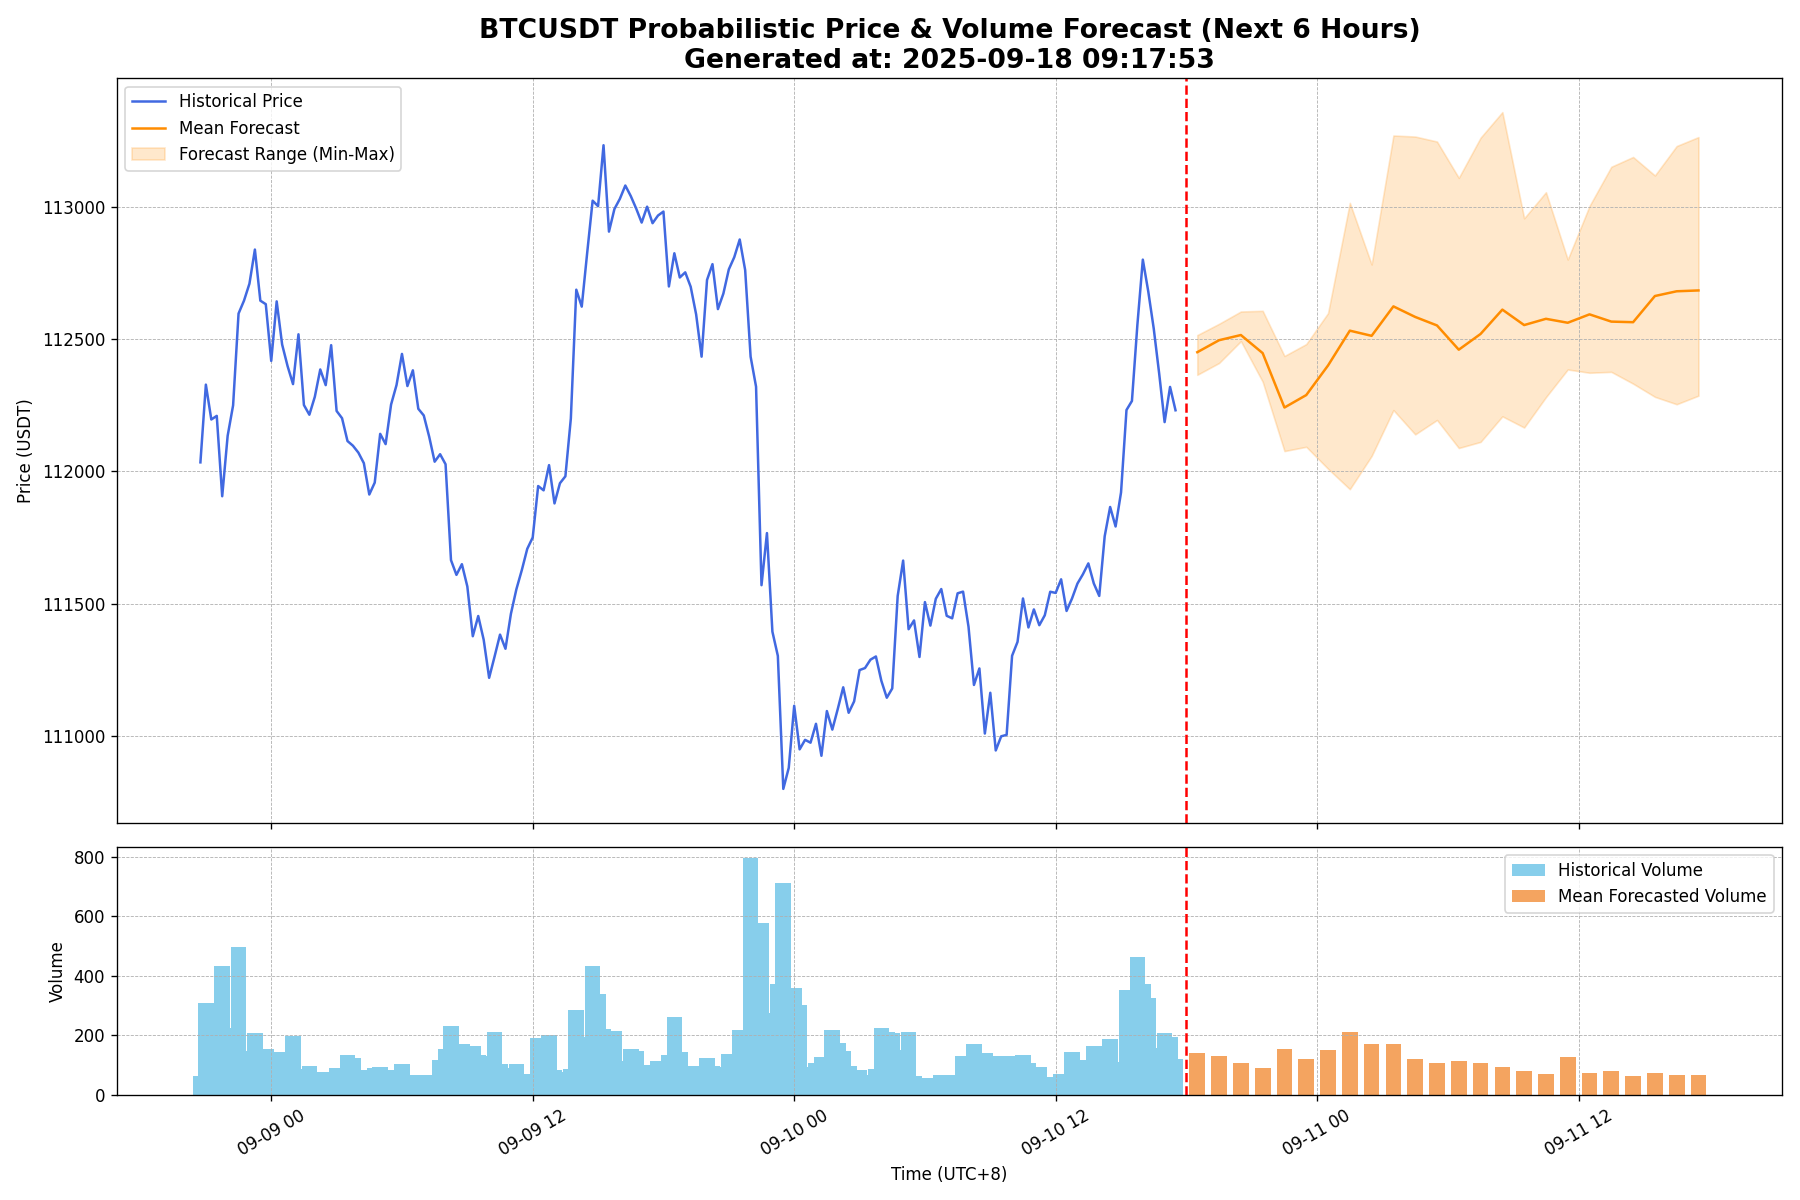 BTCUSDT Probabilistic Price & Volume Forecast (Next 6 Hours)
Generated at: 2025-09-18 09:17:53
Historical Price
Mean Forecast
Forecast Range (Min-Max)
113000
112500
112000
111500
111000
Price (USDT)
800
600
400
200
0
Volume
Historical Volume
Mean Forecasted Volume
09-09 00
09-09 12
09-10 00
09-10 12
09-11 00
09-11 12
Time (UTC+8)